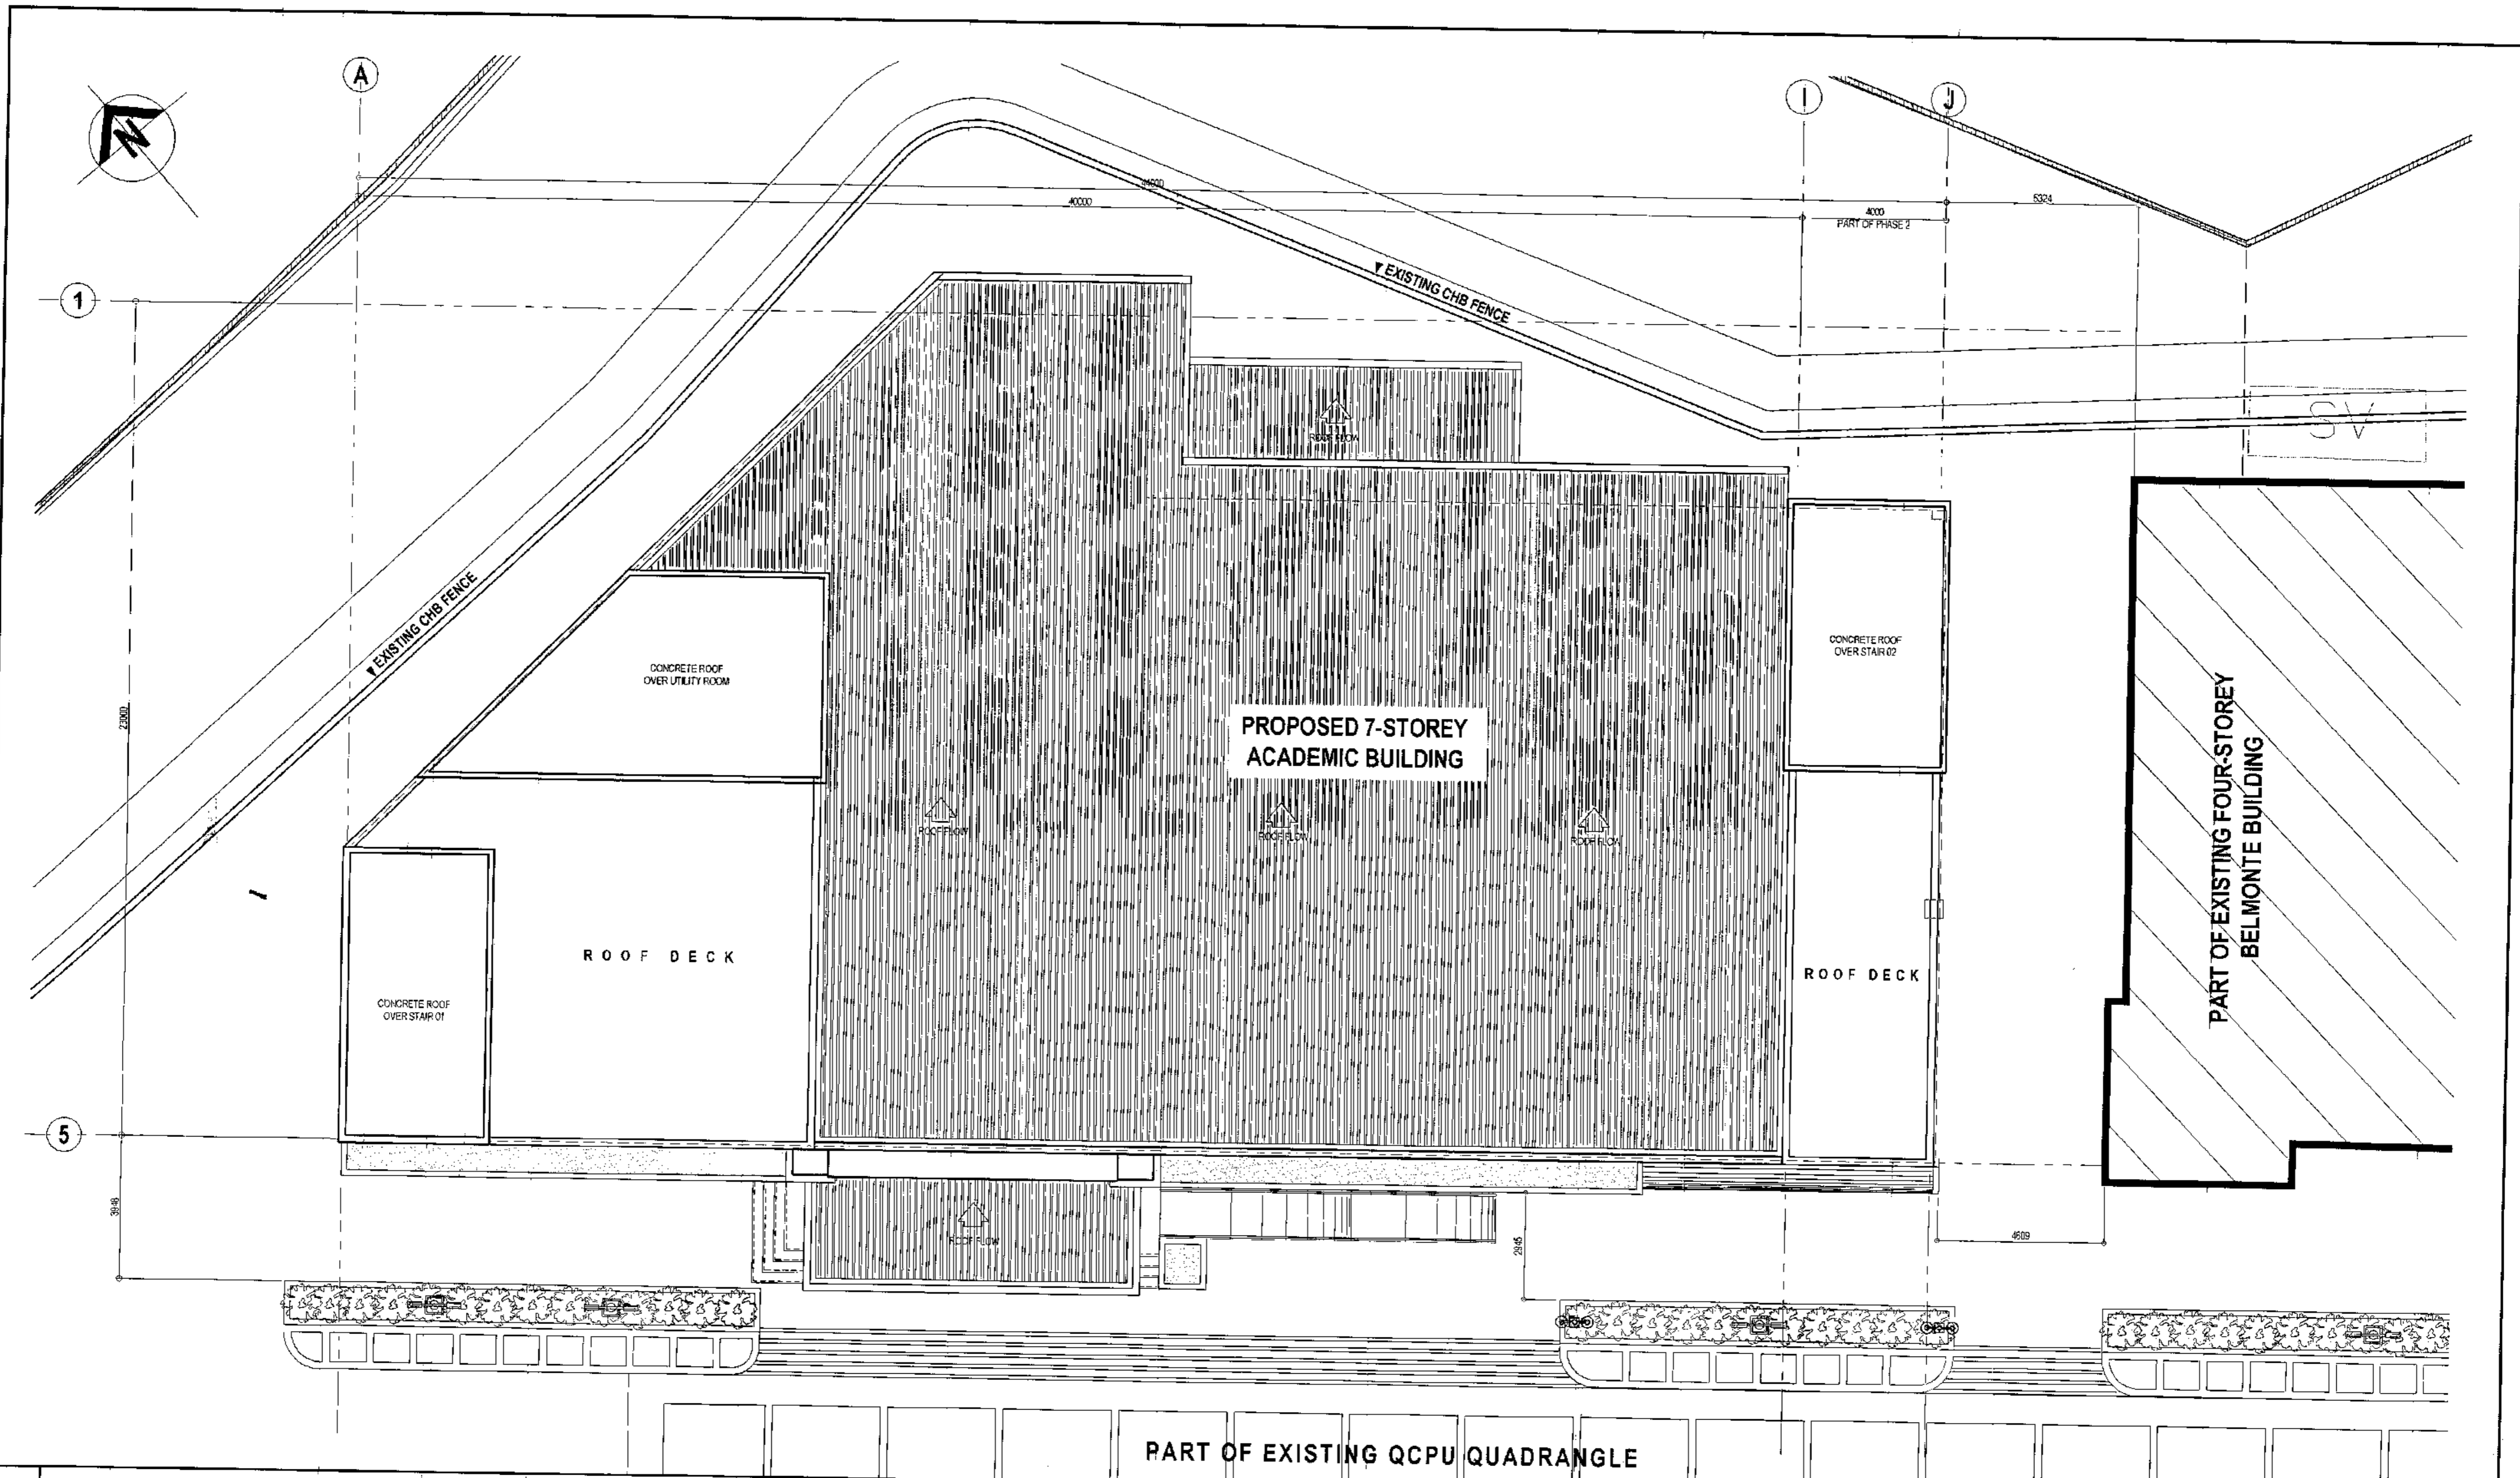 A
I
J
N
44000
40000
4000
PART OF PHASE 2
5324
1
▼EXISTING CHB FENCE
ROOF FLOW
SV
▼EXISTING CHB FENCE
CONCRETE ROOF
OVER UTILITY ROOM
CONCRETE ROOF
OVER STAIR 02
23000
PROPOSED 7-STOREY
ACADEMIC BUILDING
PART OF EXISTING FOUR-STOREY
BELMONTE BUILDING
ROOF FLOW
ROOF FLOW
ROOF FLOW
ROOF DECK
ROOF DECK
CONCRETE ROOF
OVER STAIR 01
5
3948
ROOF FLOW
2945
4609
PART OF EXISTING QCPU QUADRANGLE